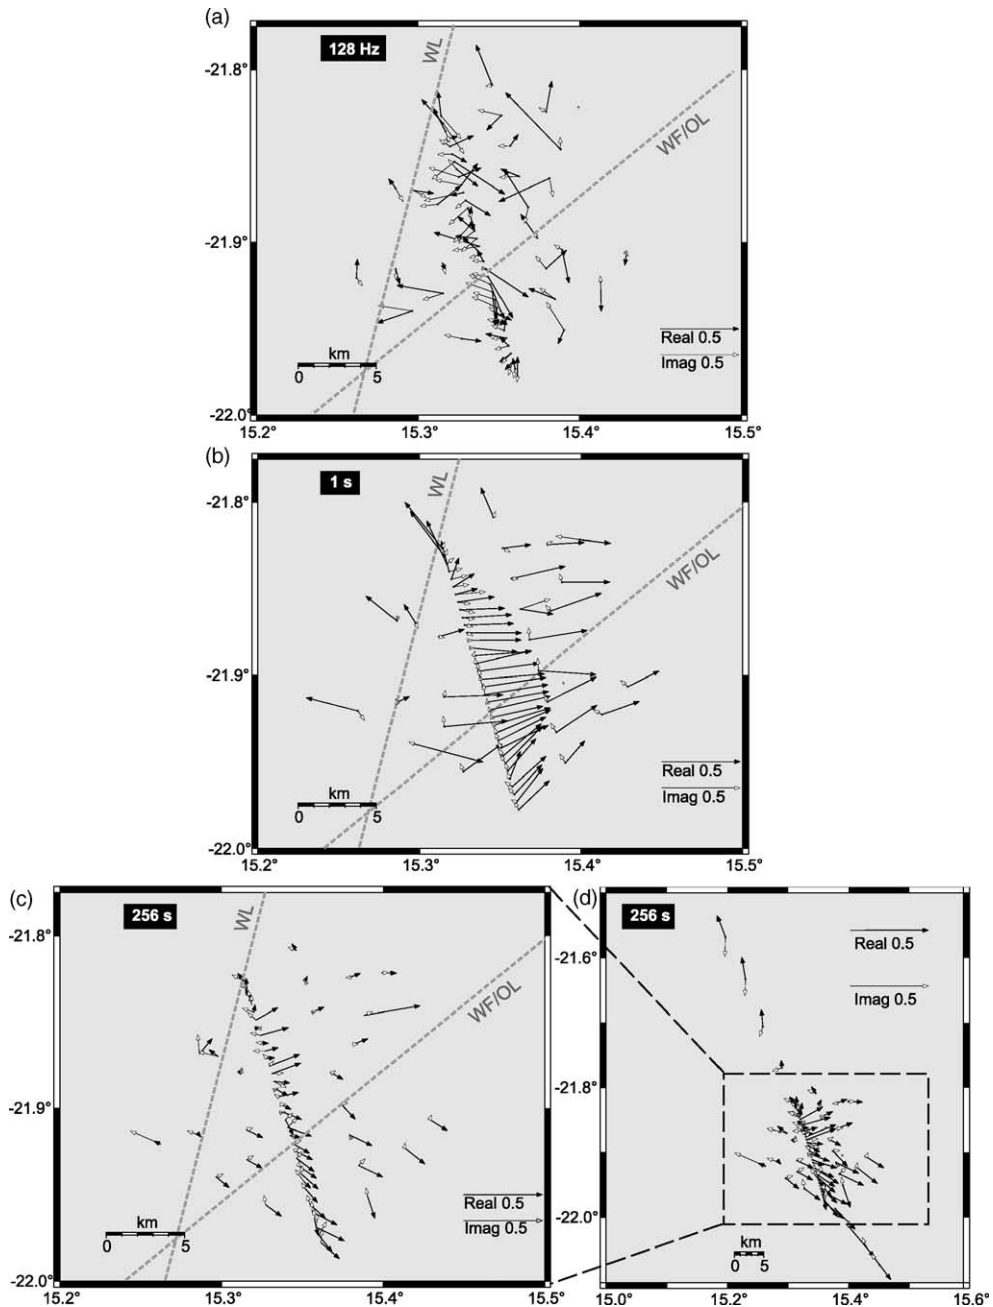 (a)
128 Hz
WL
WF/OL
-21.8°
-21.9°
-22.0°
km
0 5
Real 0.5
Imag 0.5
15.2° 15.3° 15.4° 15.5°
(b)
1 s
WL
WF/OL
-21.8°
-21.9°
-22.0°
km
0 5
Real 0.5
Imag 0.5
15.2° 15.3° 15.4° 15.5°
(c)
256 s
WL
WF/OL
-21.8°
-21.9°
-22.0°
km
0 5
Real 0.5
Imag 0.5
15.2° 15.3° 15.4° 15.5°
(d)
256 s
Real 0.5
Imag 0.5
-21.6°
-21.8°
-22.0°
km
0 5
15.0° 15.2° 15.4° 15.6°